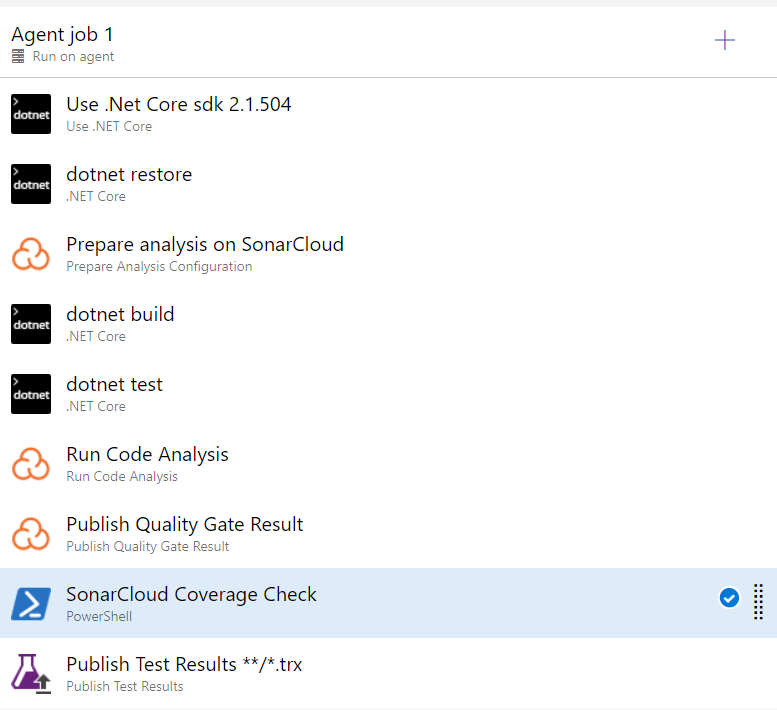 Agent job 1
Run on agent
dotnet
Use .Net Core sdk 2.1.504
Use .NET Core
dotnet
dotnet restore
.NET Core
Prepare analysis on SonarCloud
Prepare Analysis Configuration
dotnet
dotnet build
.NET Core
dotnet
dotnet test
.NET Core
Run Code Analysis
Run Code Analysis
Publish Quality Gate Result
Publish Quality Gate Result
SonarCloud Coverage Check
PowerShell
Publish Test Results **/*.trx
Publish Test Results